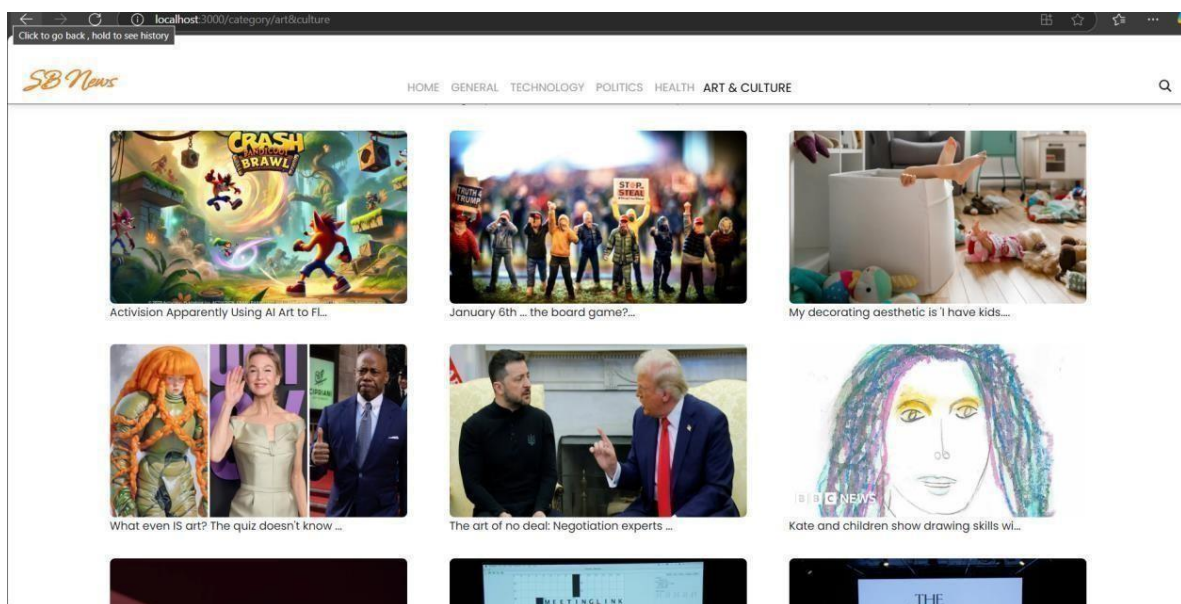 localhost:3000/category/art&culture
Click to go back, hold to see history
SB News
HOME GENERAL TECHNOLOGY POLITICS HEALTH ART & CULTURE
CRASH
BANDICOOT
BRAWL
TRUTH &
TRUMP
STOP
STEAL
Activision Apparently Using AI Art to Fl...
January 6th ... the board game?...
My decorating aesthetic is 'I have kids....
CIPRIANI
BBC NEWS
What even IS art? The quiz doesn't know ...
The art of no deal: Negotiation experts ...
Kate and children show drawing skills wi...
MEETINGLINK
THE